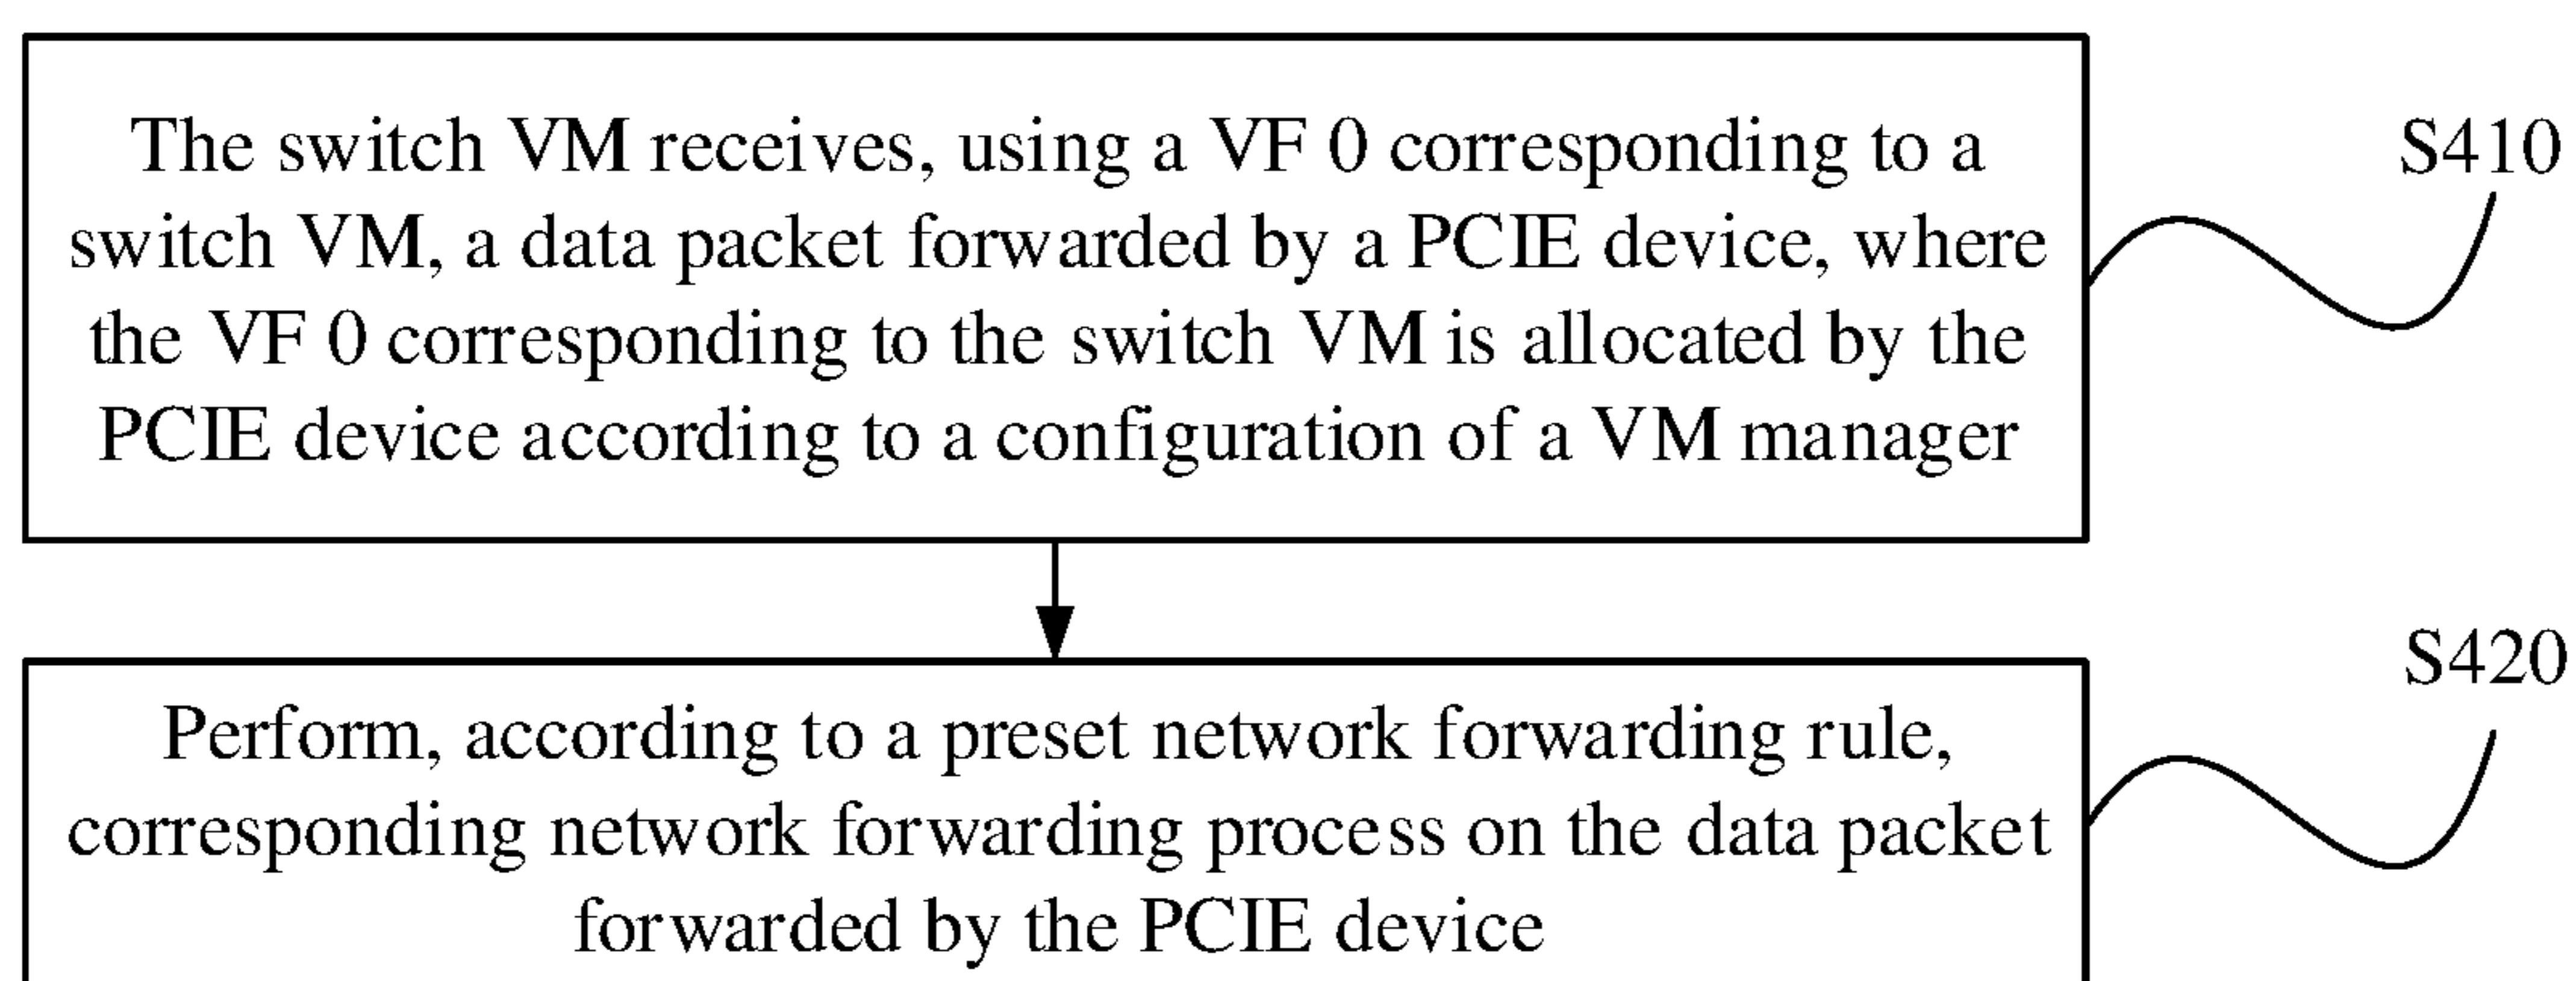 The switch VM receives, using a VF 0 corresponding to a
switch VM, a data packet forwarded by a PCIE device, where
the VF 0 corresponding to the switch VM is allocated by the
PCIE device according to a configuration of a VM manager
S410
Perform, according to a preset network forwarding rule,
corresponding network forwarding process on the data packet
forwarded by the PCIE device
S420